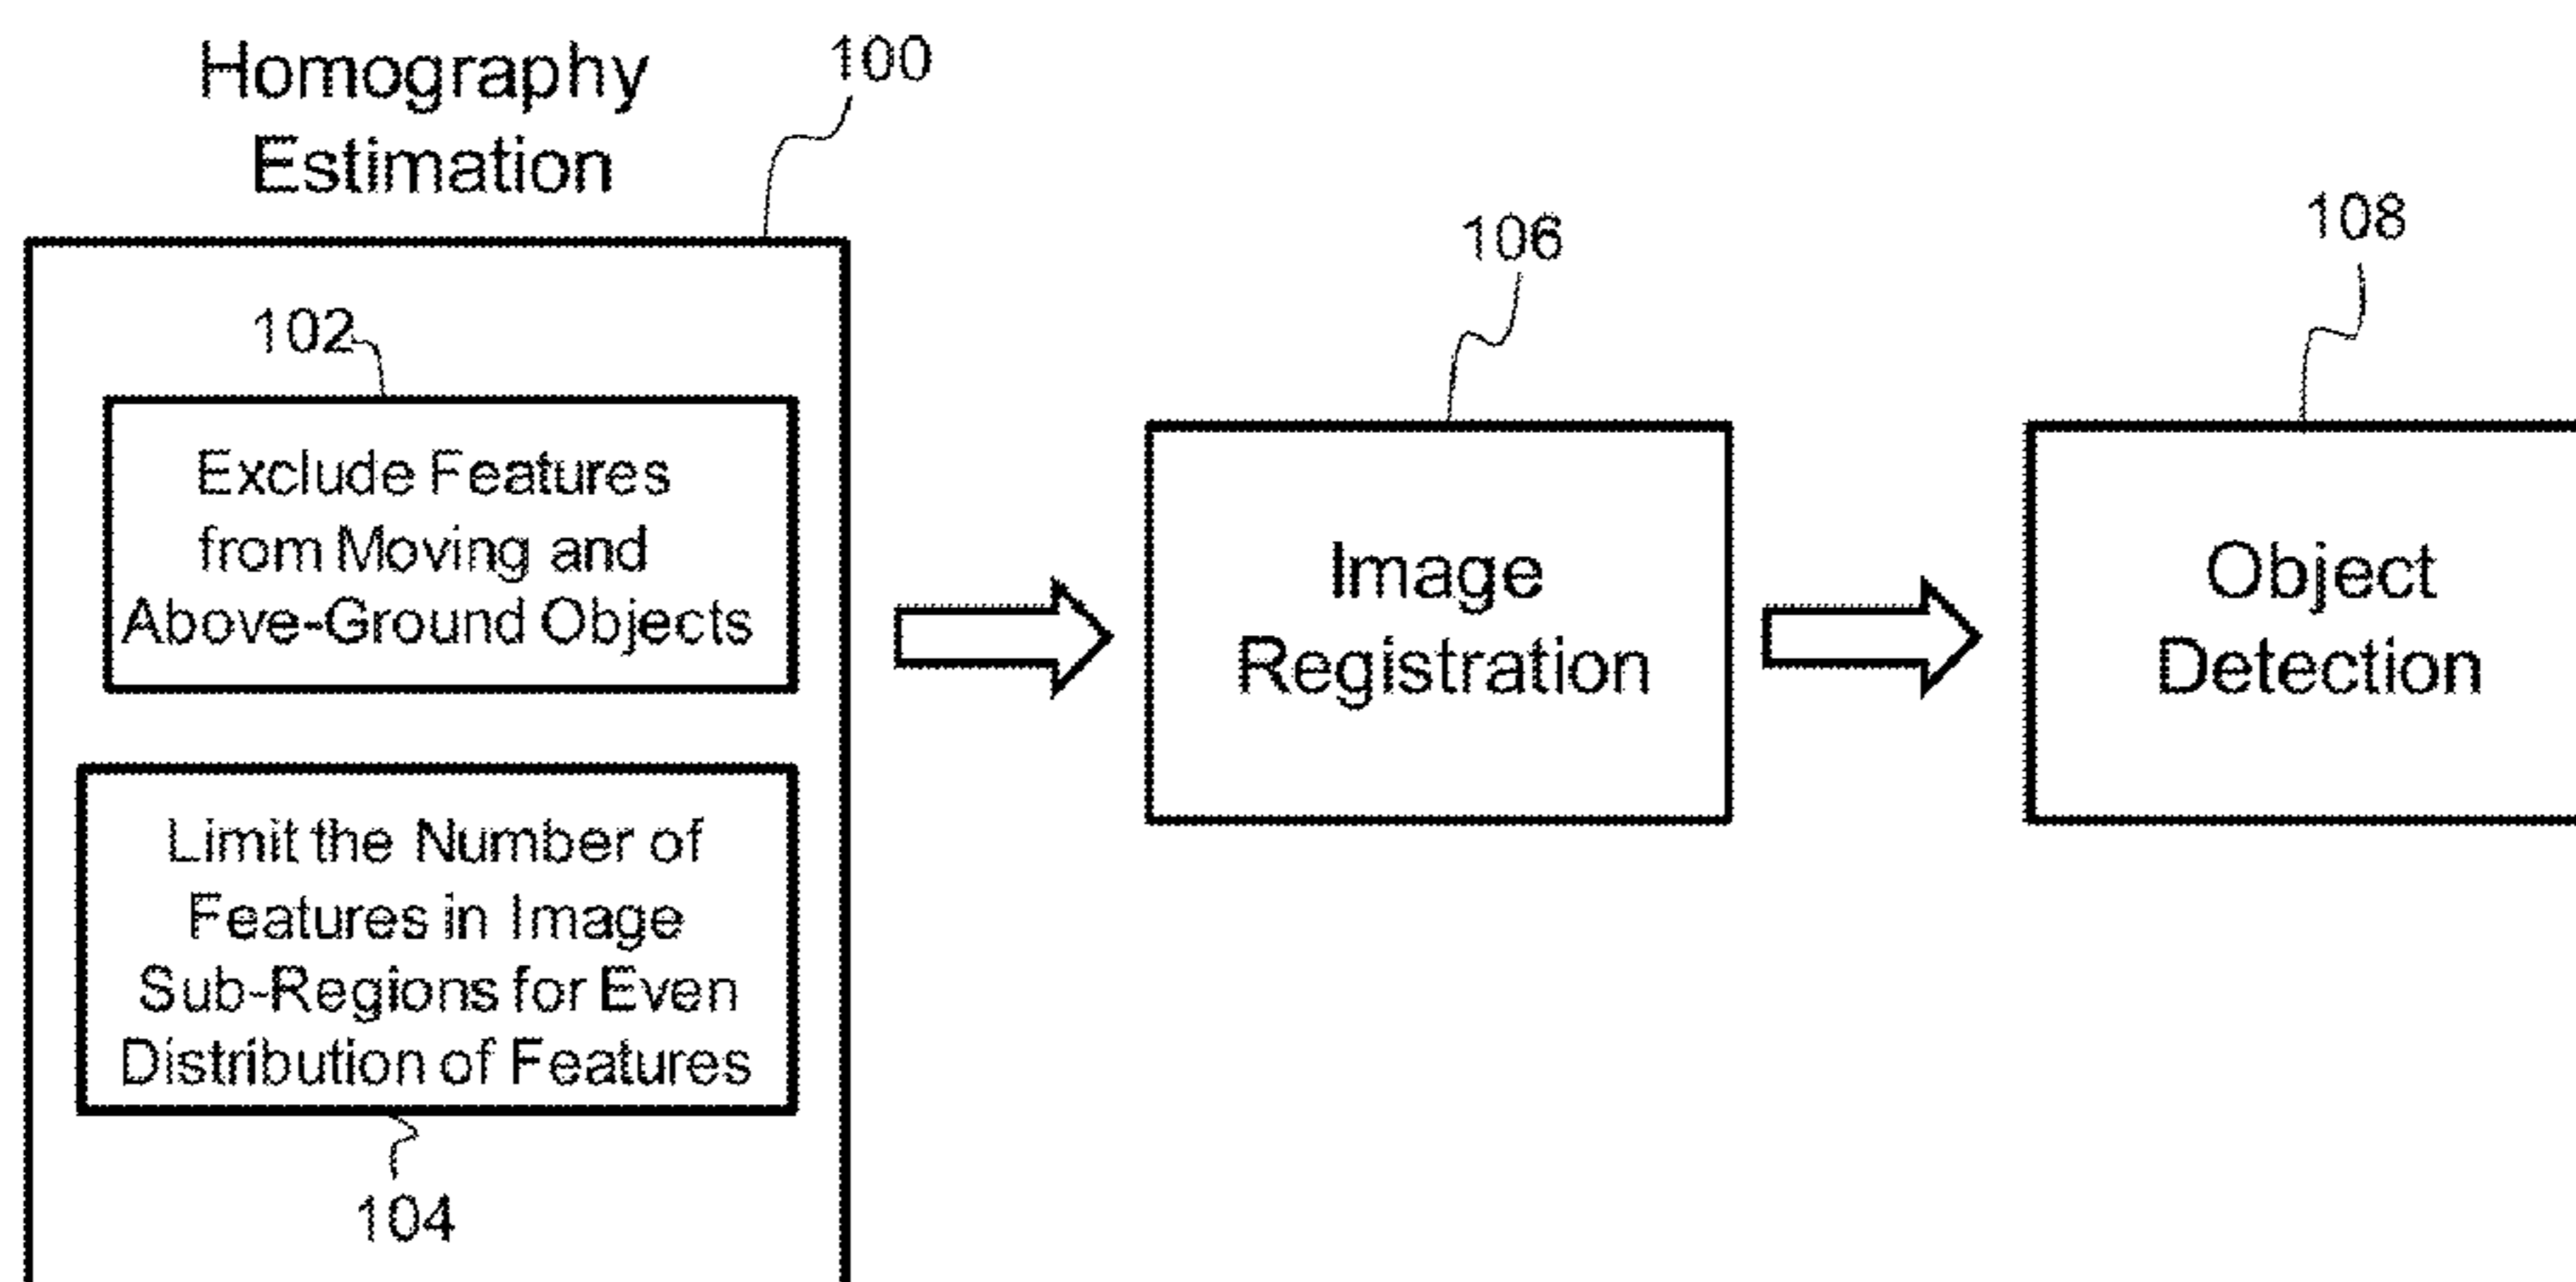 Homography
Estimation
100
102
Exclude Features
from Moving and
Above-Ground Objects
Limit the Number of
Features in Image
Sub-Regions for Even
Distribution of Features
104
106
Image
Registration
108
Object
Detection